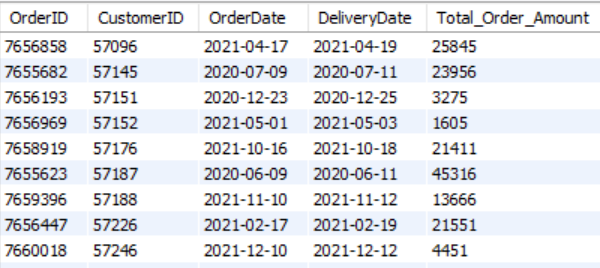 OrderID CustomerID OrderDate DeliveryDate Total_Order_Amount
7656858 57096 2021-04-17 2021-04-19 25845
7655682 57145 2020-07-09 2020-07-11 23956
7656193 57151 2020-12-23 2020-12-25 3275
7656969 57152 2021-05-01 2021-05-03 1605
7658919 57176 2021-10-16 2021-10-18 21411
7655623 57187 2020-06-09 2020-06-11 45316
7659396 57188 2021-11-10 2021-11-12 13666
7656447 57226 2021-02-17 2021-02-19 21551
7660018 57246 2021-12-10 2021-12-12 4451